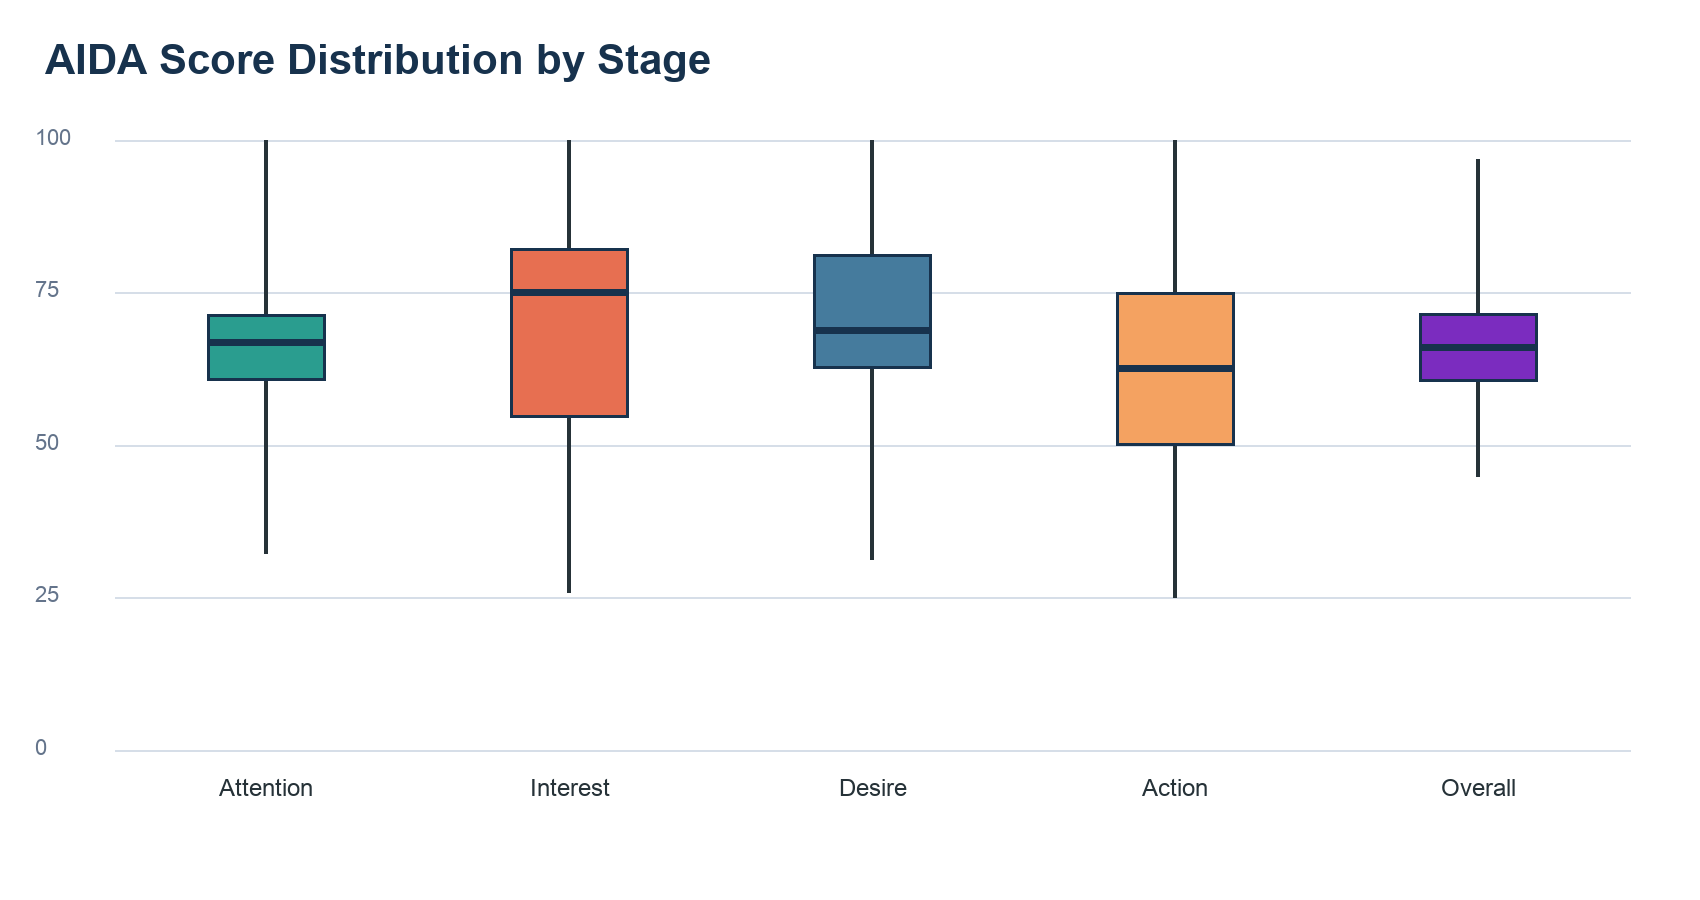 AIDA Score Distribution by Stage
100
75
50
25
0
Attention Interest Desire Action Overall